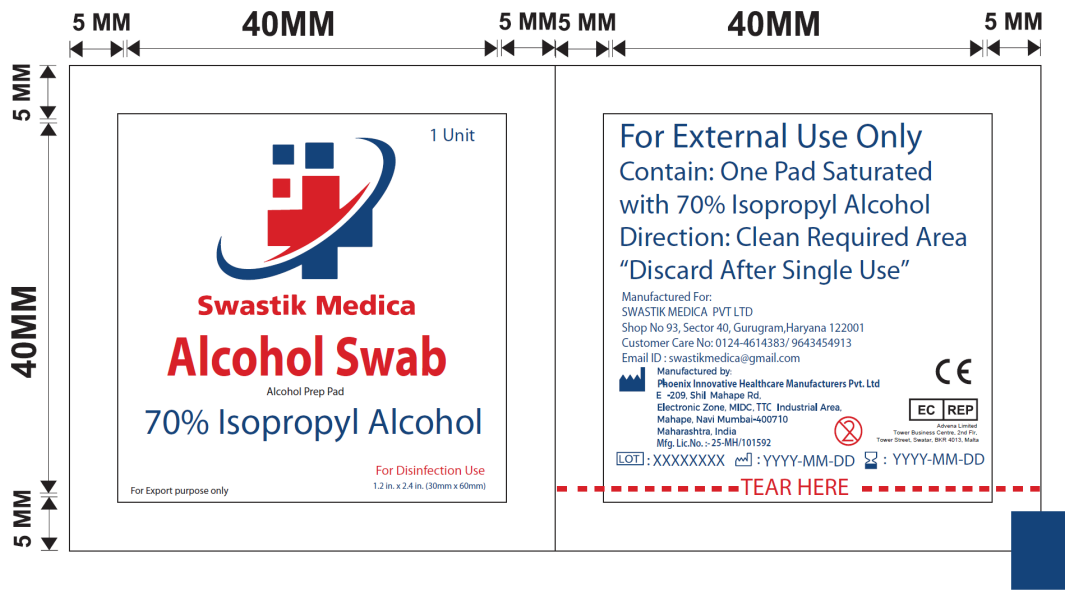 5 MM 40MM 5 MM 5 MM 40MM 5 MM
5 MM
40MM
5 MM
1 Unit
Swastik Medica
Alcohol Swab
Alcohol Prep Pad
70% Isopropyl Alcohol
For Disinfection Use
1.2 in. x 2.4 in. (30mm x 60mm)
For Export purpose only
For External Use Only
Contain: One Pad Saturated
with 70% Isopropyl Alcohol
Direction: Clean Required Area
“Discard After Single Use”
Manufactured For:
SWASTIK MEDICA PVT LTD
Shop No 93, Sector 40, Gurugram,Haryana 122001
Customer Care No: 0124-4614383/ 9643454913
Email ID : swastikmedica@gmail.com
Manufactured by:
Phoenix Innovative Healthcare Manufacturers Pvt. Ltd
E -209, Shil Mahape Rd,
Electronic Zone, MIDC, TTC Industrial Area,
Mahape, Navi Mumbai-400710
Maharashtra, India
Mfg. Lic.No. :- 25-MH/101592
2
CE
EC REP
Advena Limited
Tower Business Centre, 2nd Flr,
Tower Street, Swatar, BKR 4013, Malta
LOT : XXXXXXXX : YYYY-MM-DD : YYYY-MM-DD
TEAR HERE